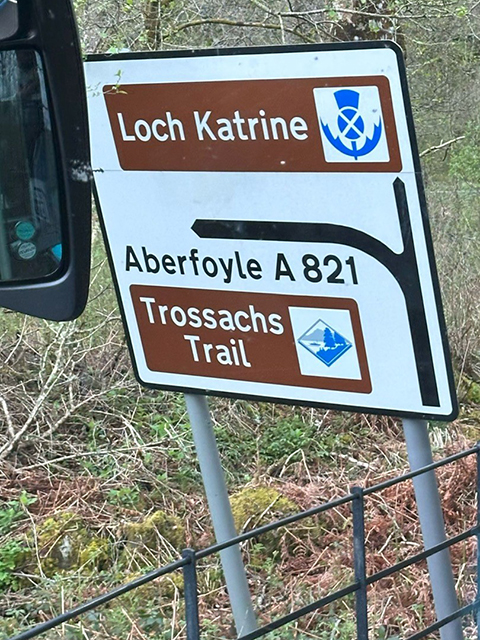 Loch Katrine
Aberfoyle A 821
Trossachs
Trail